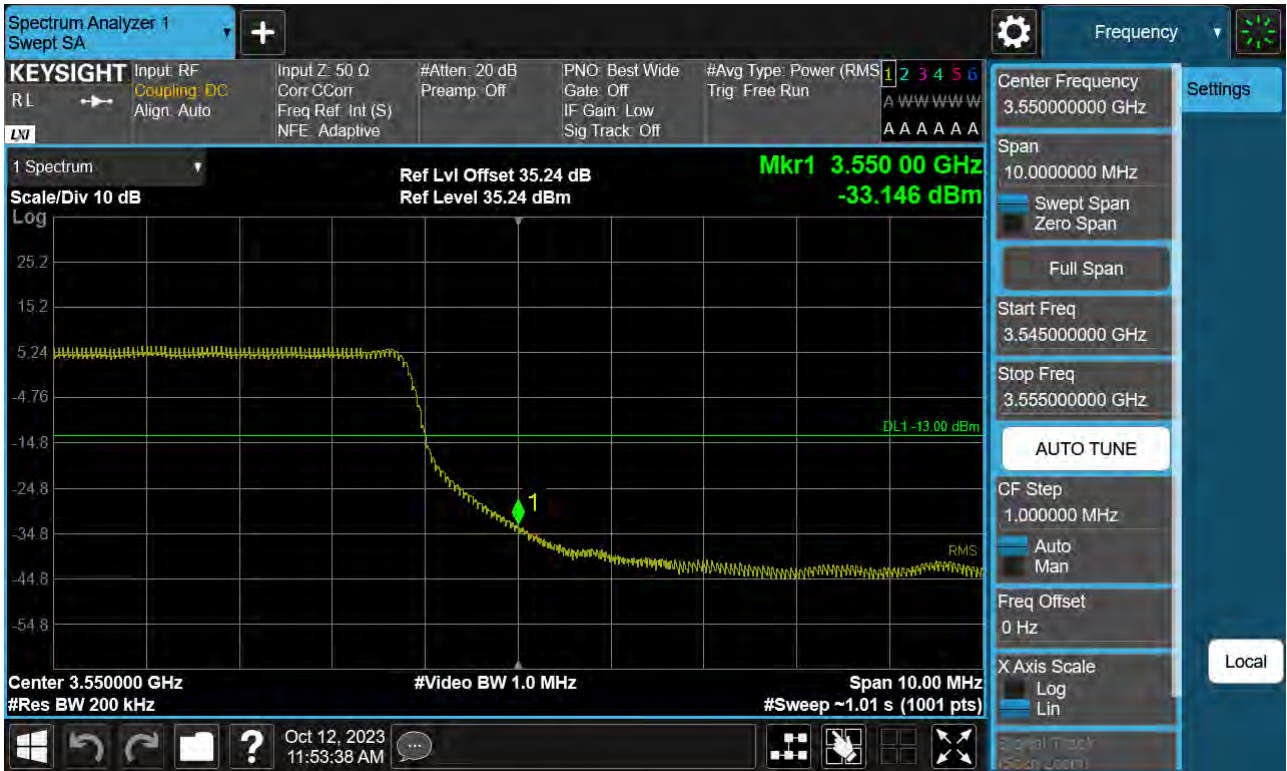 Spectrum Analyzer 1
Swept SA
+
Frequency
KEYSIGHT
RL
LXI
Input: RF
Coupling: DC
Align: Auto
Input Z: 50 Ω
Corr CCorr
Freq Ref: Int (S)
NFE: Adaptive
#Atten: 20 dB
Preamp: Off
PNO: Best Wide
Gate: Off
IF Gain: Low
Sig Track: Off
#Avg Type: Power (RMS
Trig: Free Run
1 2 3 4 5 6
A W W W W W
A A A A A A
1 Spectrum
Scale/Div 10 dB
Ref Lvl Offset 35.24 dB
Ref Level 35.24 dBm
Mkr1 3.550 00 GHz
-33.146 dBm
Log
25.2
15.2
5.24
-4.76
-14.8
-24.8
-34.8
-44.8
-54.8
DL1 -13.00 dBm
1
RMS
Center 3.550000 GHz
#Video BW 1.0 MHz
Span 10.00 MHz
#Res BW 200 kHz
#Sweep ~1.01 s (1001 pts)
Center Frequency
3.550000000 GHz
Settings
Span
10.0000000 MHz
Swept Span
Zero Span
Full Span
Start Freq
3.545000000 GHz
Stop Freq
3.555000000 GHz
AUTO TUNE
CF Step
1.000000 MHz
Auto
Man
Freq Offset
0 Hz
X Axis Scale
Log
Lin
Local
Signal Track
(Span Zoom)
?
Oct 12, 2023
11:53:38 AM